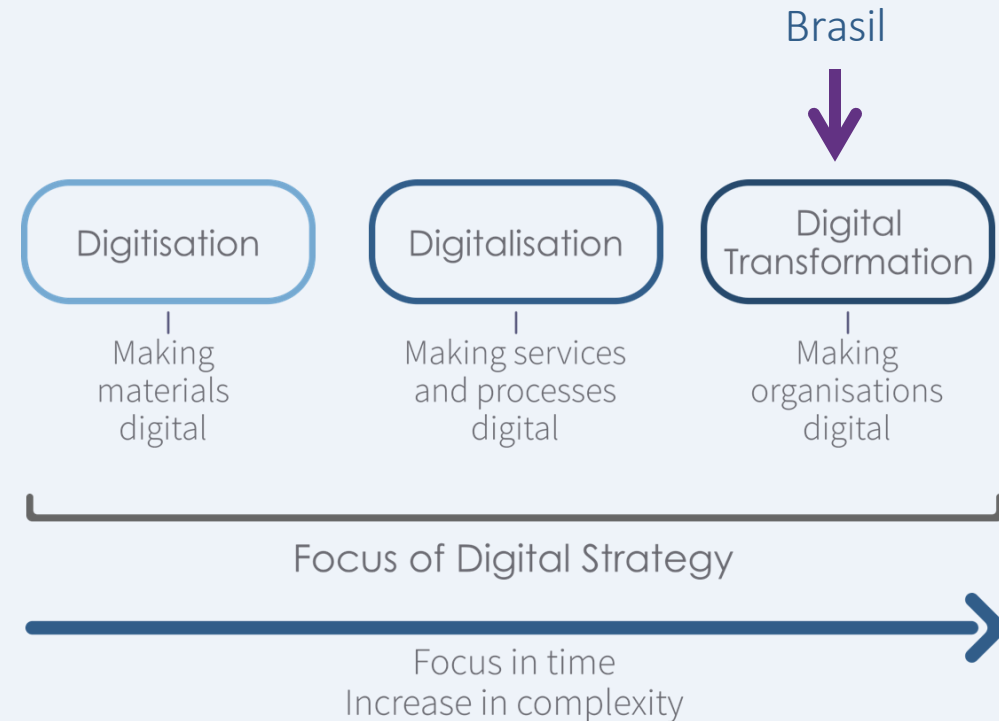 Brasil
Digitisation
Digitalisation
Digital
Transformation
Making
materials
digital
Making services
and processes
digital
Making
organisations
digital
Focus of Digital Strategy
Focus in time
Increase in complexity